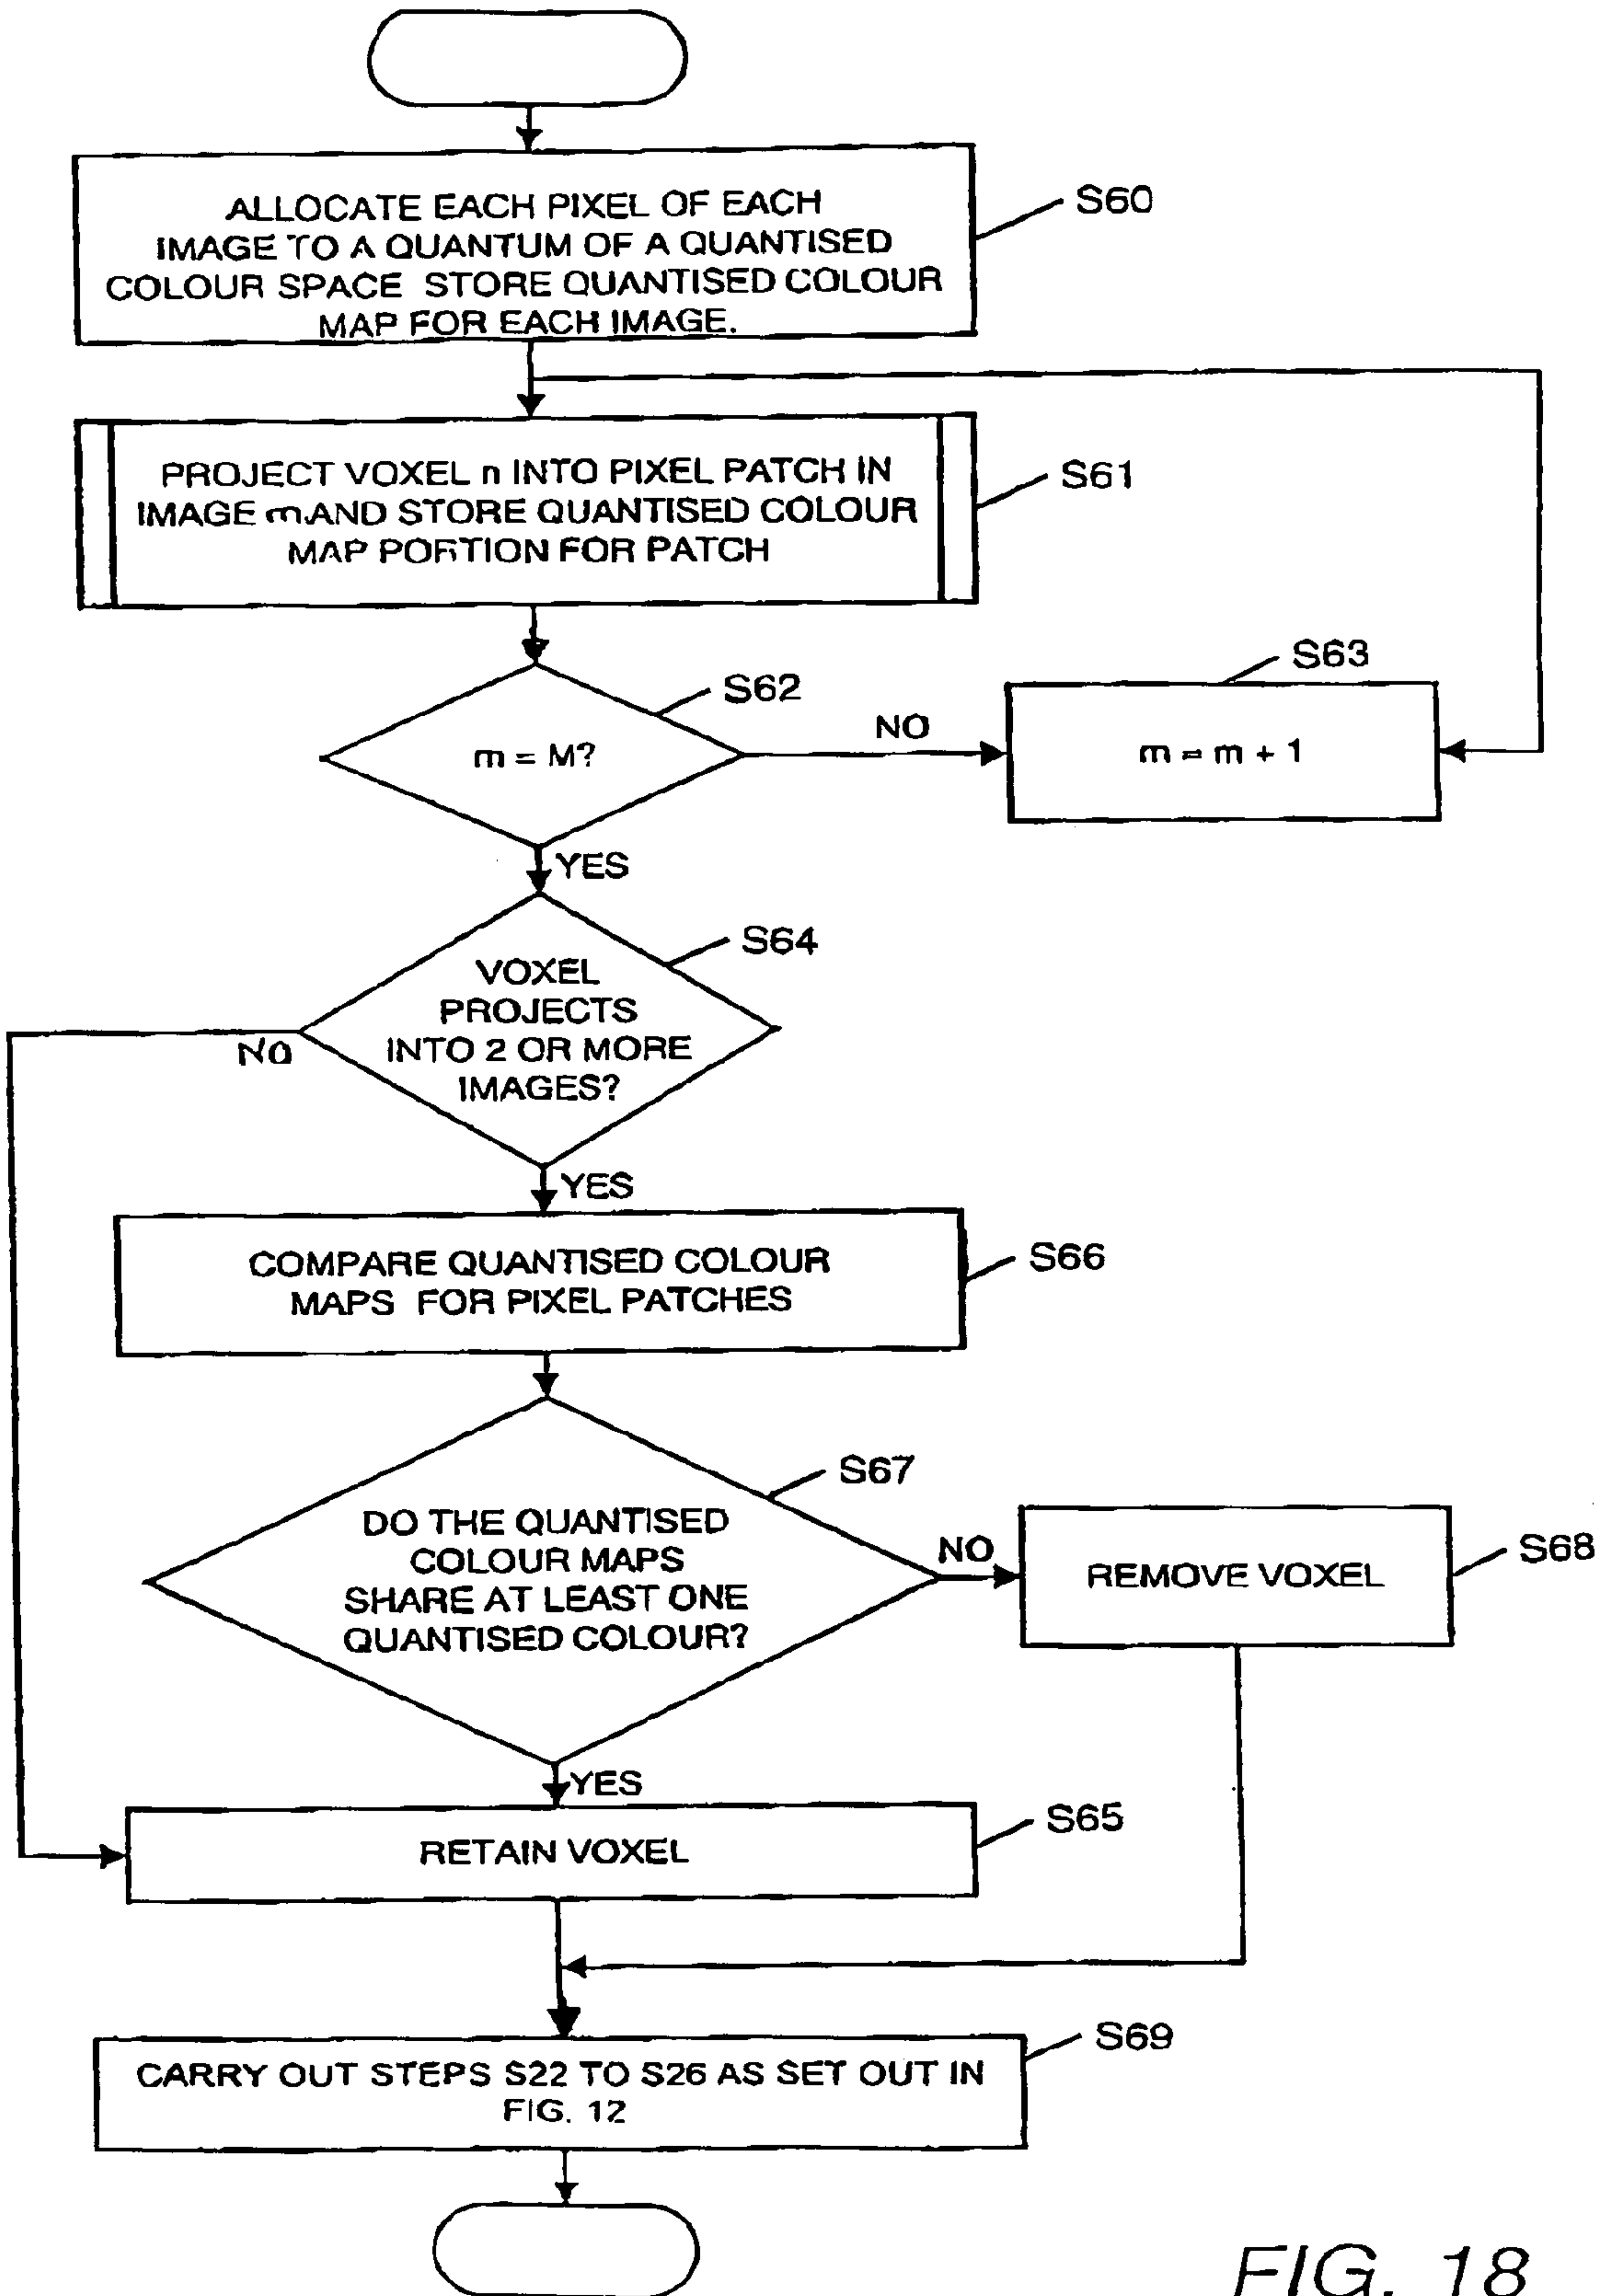 ALLOCATE EACH PIXEL OF EACH
IMAGE TO A QUANTUM OF A QUANTISED
COLOUR SPACE STORE QUANTISED COLOUR
MAP FOR EACH IMAGE.
S60
PROJECT VOXEL n INTO PIXEL PATCH IN
IMAGE m AND STORE QUANTISED COLOUR
MAP PORTION FOR PATCH
S61
S62
m = M?
NO
S63
m = m + 1
YES
S64
VOXEL
PROJECTS
INTO 2 OR MORE
IMAGES?
NO
YES
COMPARE QUANTISED COLOUR
MAPS FOR PIXEL PATCHES
S66
S67
DO THE QUANTISED
COLOUR MAPS
SHARE AT LEAST ONE
QUANTISED COLOUR?
NO
REMOVE VOXEL
S68
YES
RETAIN VOXEL
S65
CARRY OUT STEPS S22 TO S26 AS SET OUT IN
FIG. 12
S69
FIG. 18